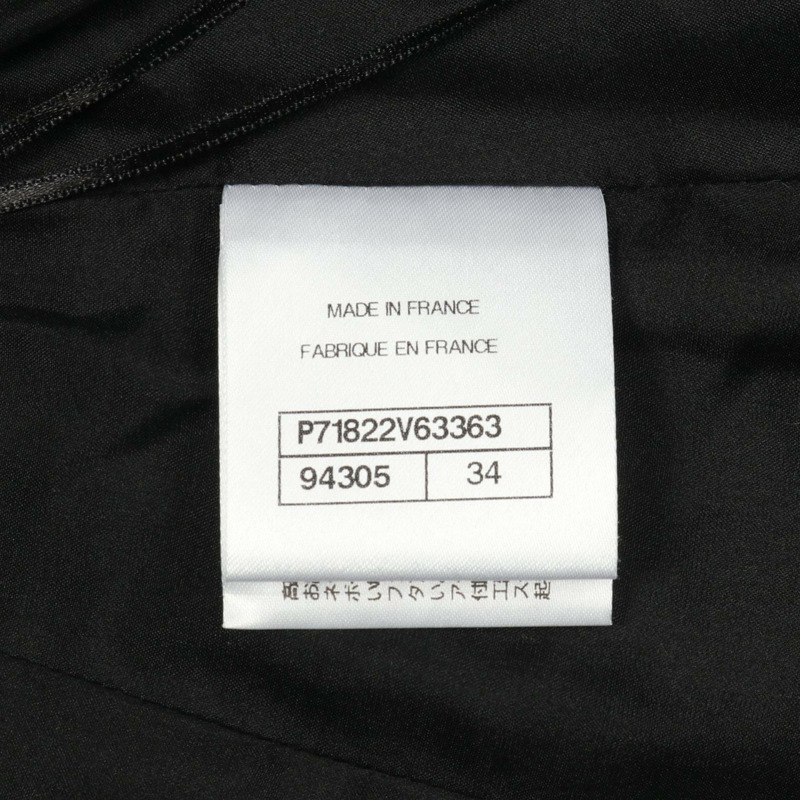 MADE IN FRANCE
FABRIQUE EN FRANCE
P71822V63363
94305 34